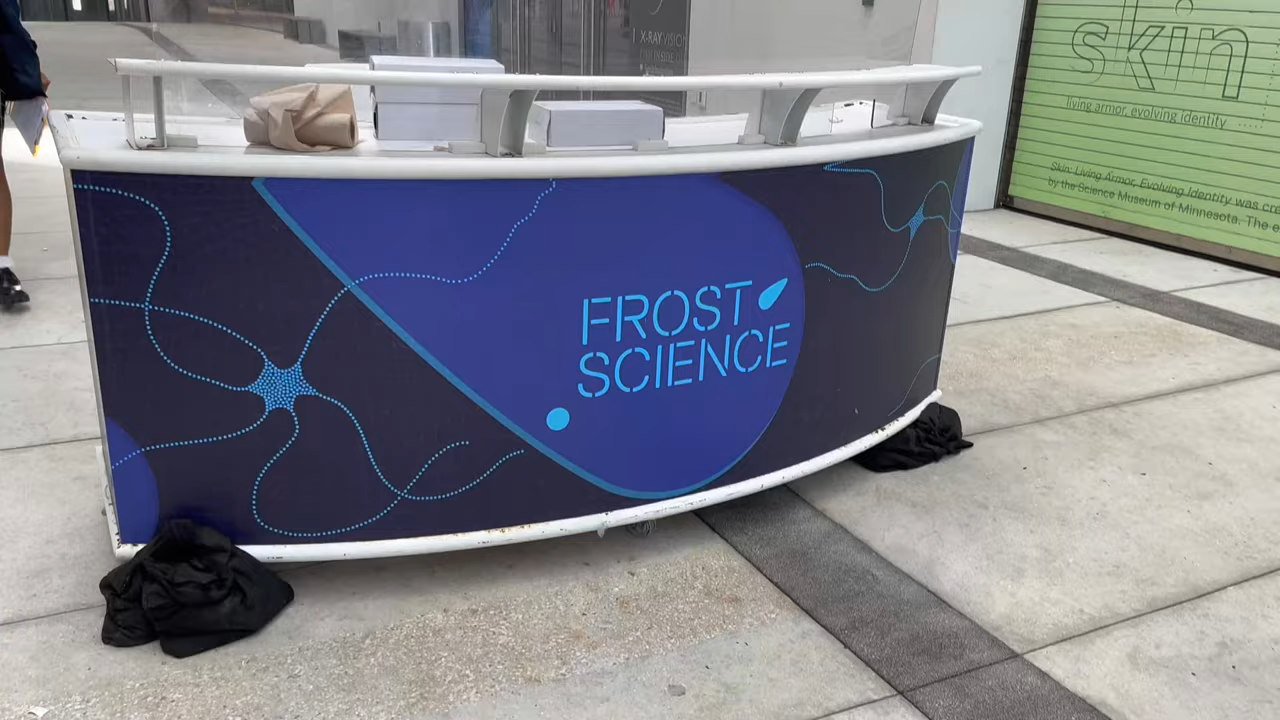 X-RAY VISION
skin
living armor, evolving identity
Skin: Living Armor, Evolving Identity was
by the Science Museum of Minnesota. The
FROST
SCIENCE